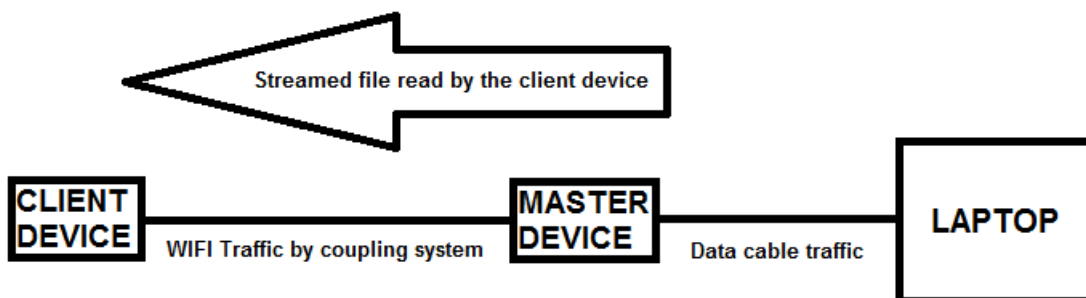 Streamed file read by the client device
CLIENT
DEVICE
WIFI Traffic by coupling system
MASTER
DEVICE
Data cable traffic
LAPTOP